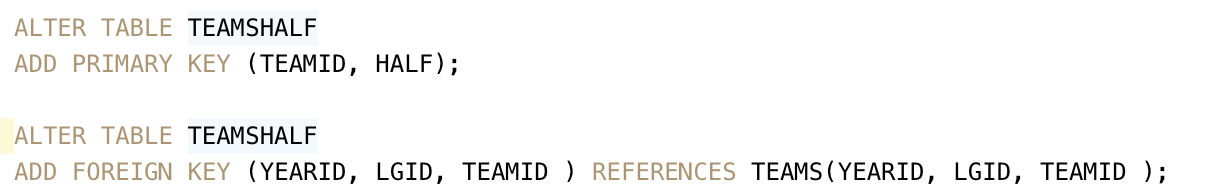 ALTER TABLE TEAMSHALF
ADD PRIMARY KEY (TEAMID, HALF);
ALTER TABLE TEAMSHALF
ADD FOREIGN KEY (YEARID, LGID, TEAMID ) REFERENCES TEAMS(YEARID, LGID, TEAMID );